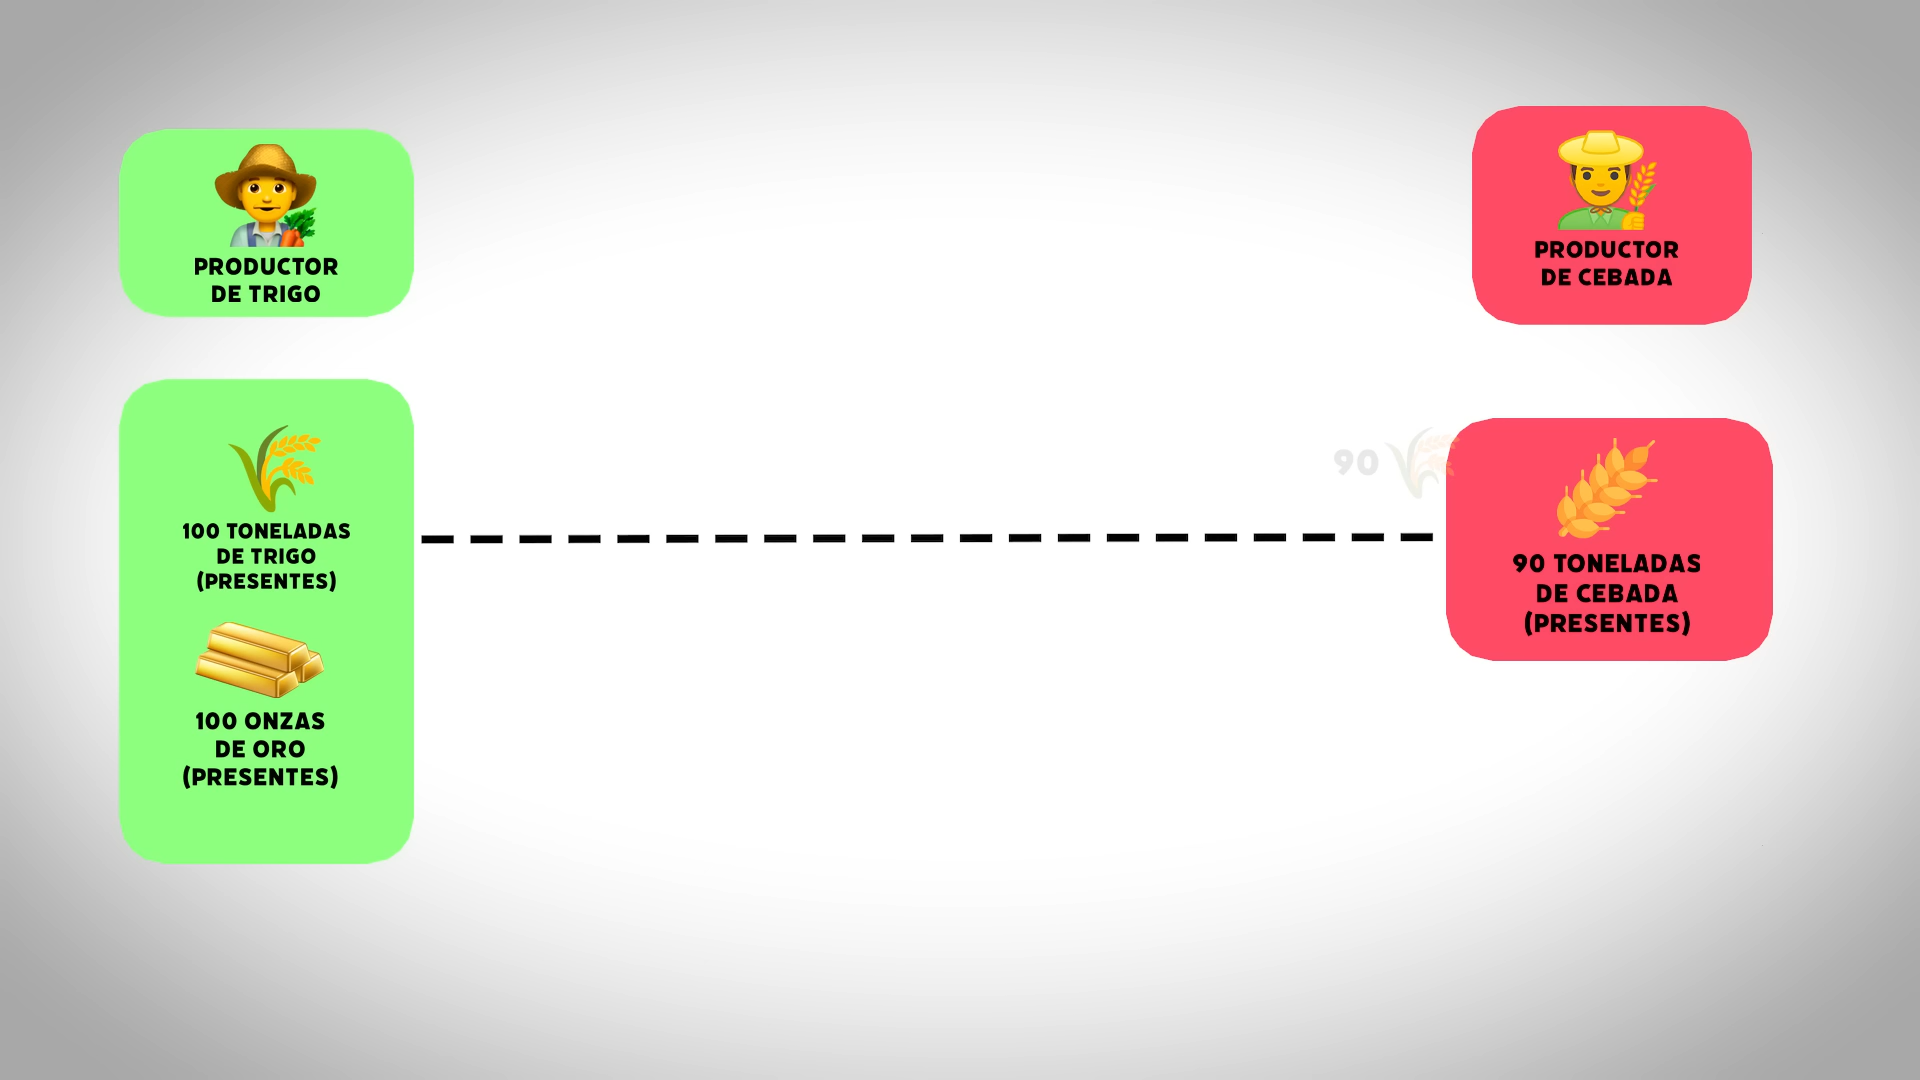 PRODUCTOR
DE TRIGO
100 TONELADAS
DE TRIGO
(PRESENTES)
100 ONZAS
DE ORO
(PRESENTES)
90
PRODUCTOR
DE CEBADA
90 TONELADAS
DE CEBADA
(PRESENTES)